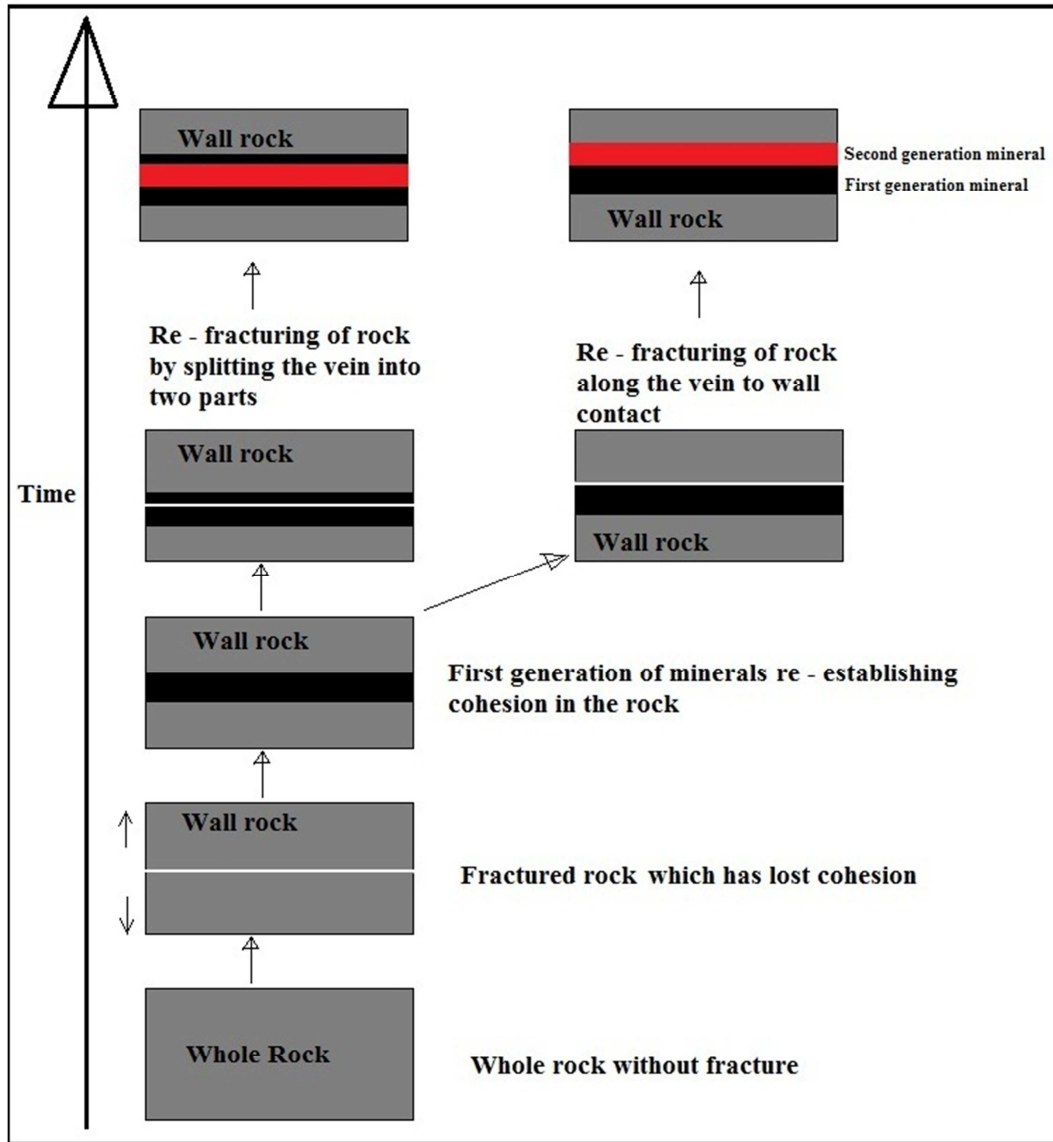 Wall rock
Second generation mineral
First generation mineral
Wall rock
Re - fracturing of rock
by splitting the vein into
two parts
Re - fracturing of rock
along the vein to wall
contact
Wall rock
Time
Wall rock
Wall rock
First generation of minerals re - establishing
cohesion in the rock
Wall rock
Fractured rock which has lost cohesion
Whole Rock
Whole rock without fracture